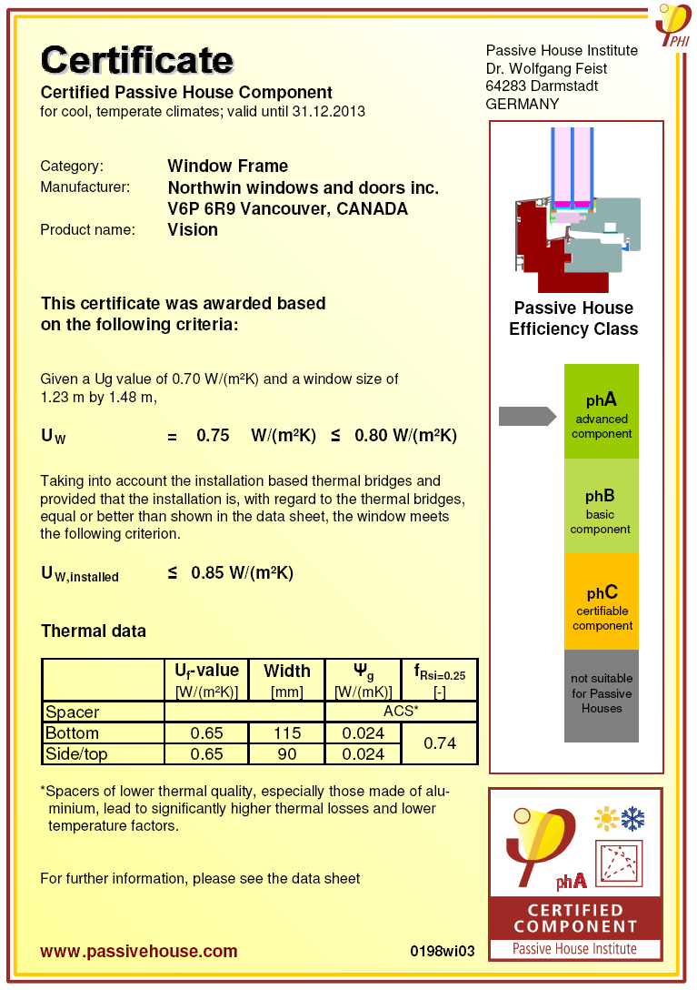 PHI
Certificate
Certified Passive House Component
for cool, temperate climates; valid until 31.12.2013
Passive House Institute
Dr. Wolfgang Feist
64283 Darmstadt
GERMANY
Category: Window Frame
Manufacturer: Northwin windows and doors inc.
V6P 6R9 Vancouver, CANADA
Product name: Vision
This certificate was awarded based
on the following criteria:
Given a Ug value of 0.70 W/(m²K) and a window size of
1.23 m by 1.48 m,
UW = 0.75 W/(m²K) ≤ 0.80 W/(m²K)
Taking into account the installation based thermal bridges and
provided that the installation is, with regard to the thermal bridges,
equal or better than shown in the data sheet, the window meets
the following criterion.
UW,installed ≤ 0.85 W/(m²K)
Thermal data
Uf-value Width Ψg fRsi=0.25
[W/(m²K)] [mm] [W/(mK)] [-]
Spacer ACS*
Bottom 0.65 115 0.024 0.74
Side/top 0.65 90 0.024
*Spacers of lower thermal quality, especially those made of alu-
minium, lead to significantly higher thermal losses and lower
temperature factors.
For further information, please see the data sheet
www.passivehouse.com 0198wi03
Passive House
Efficiency Class
phA
advanced
component
phB
basic
component
phC
certifiable
component
not suitable
for Passive
Houses
phA
CERTIFIED
COMPONENT
Passive House Institute